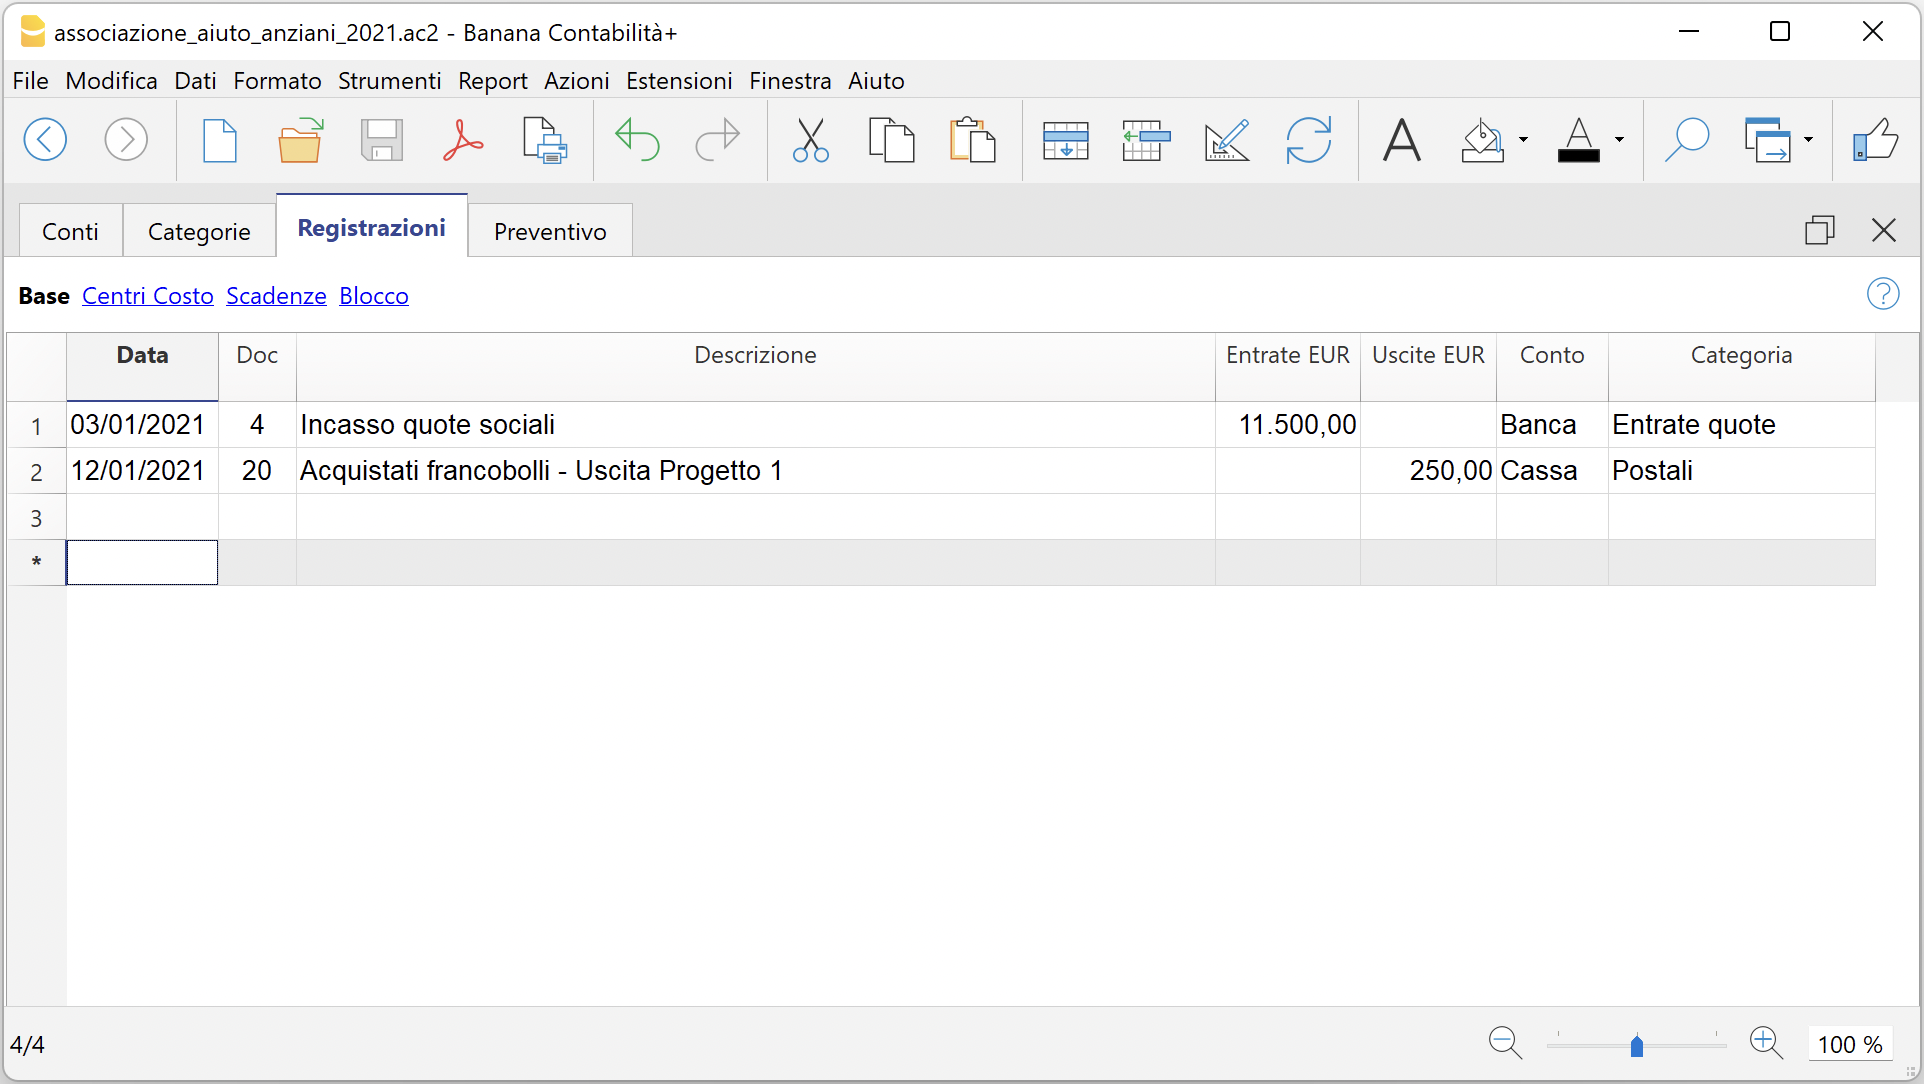 associazione_aiuto_anziani_2021.ac2 - Banana Contabilità+
File Modifica Dati Formato Strumenti Report Azioni Estensioni Finestra Aiuto
Conti Categorie Registrazioni Preventivo
Base Centri Costo Scadenze Blocco
Data Doc Descrizione Entrate EUR Uscite EUR Conto Categoria
1 03/01/2021 4 Incasso quote sociali 11.500,00 Banca Entrate quote
2 12/01/2021 20 Acquistati francobolli - Uscita Progetto 1 250,00 Cassa Postali
3
*
4/4 100 %